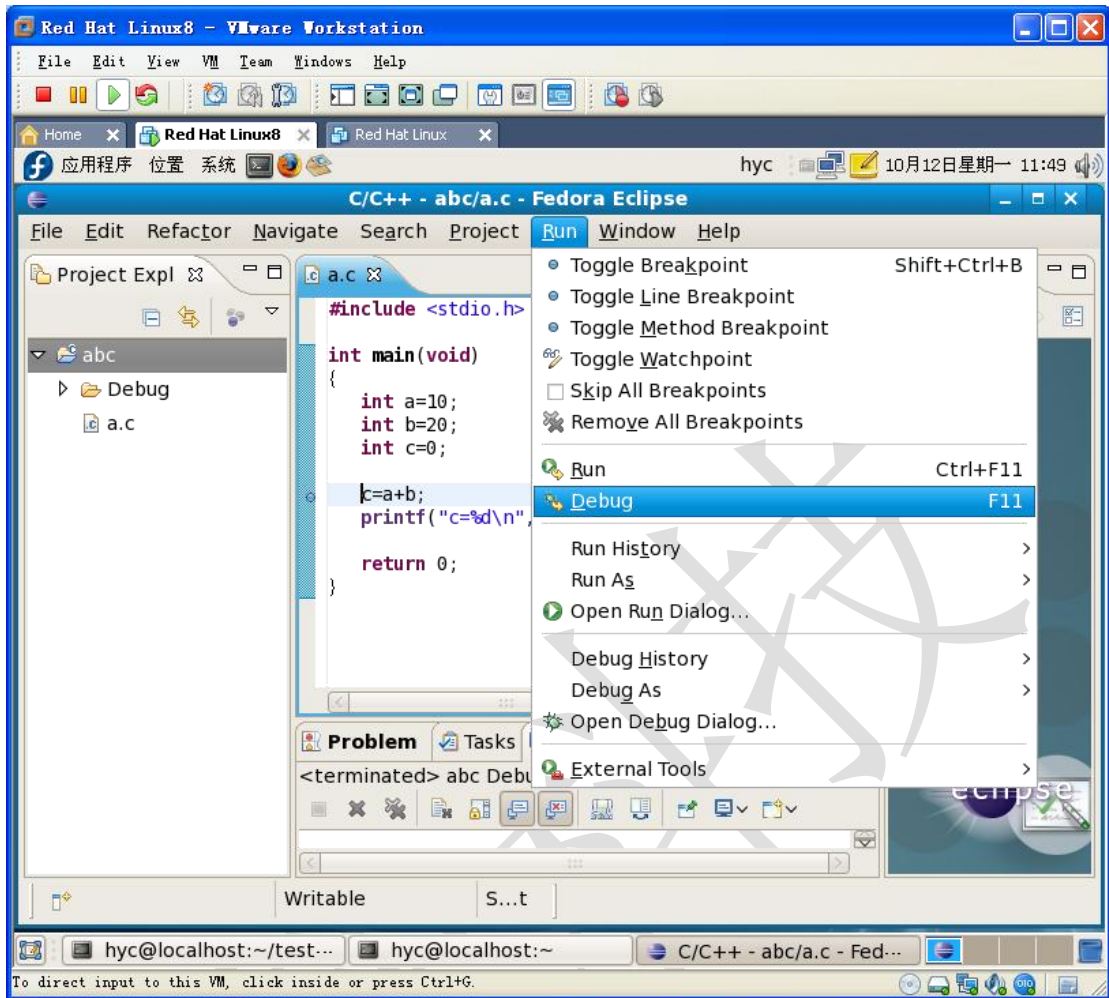 Red Hat Linux8 - VMware Workstation
File Edit View VM Team Windows Help
Home Red Hat Linux8 Red Hat Linux
应用程序 位置 系统 hyc 10月12日星期一 11:49
C/C++ - abc/a.c - Fedora Eclipse
File Edit Refactor Navigate Search Project Run Window Help
Project Expl
a.c
abc
Debug
a.c
#include <stdio.h>
int main(void)
{
int a=10;
int b=20;
int c=0;
c=a+b;
printf("c=%d\n",
return 0;
}
Toggle Breakpoint Shift+Ctrl+B
Toggle Line Breakpoint
Toggle Method Breakpoint
Toggle Watchpoint
Skip All Breakpoints
Remove All Breakpoints
Run Ctrl+F11
Debug F11
Run History
Run As
Open Run Dialog...
Debug History
Debug As
Open Debug Dialog...
External Tools
Problem Tasks
<terminated> abc Debu
eclipse
Writable S...t
hyc@localhost:~/test... hyc@localhost:~ C/C++ - abc/a.c - Fed...
To direct input to this VM, click inside or press Ctrl+G.